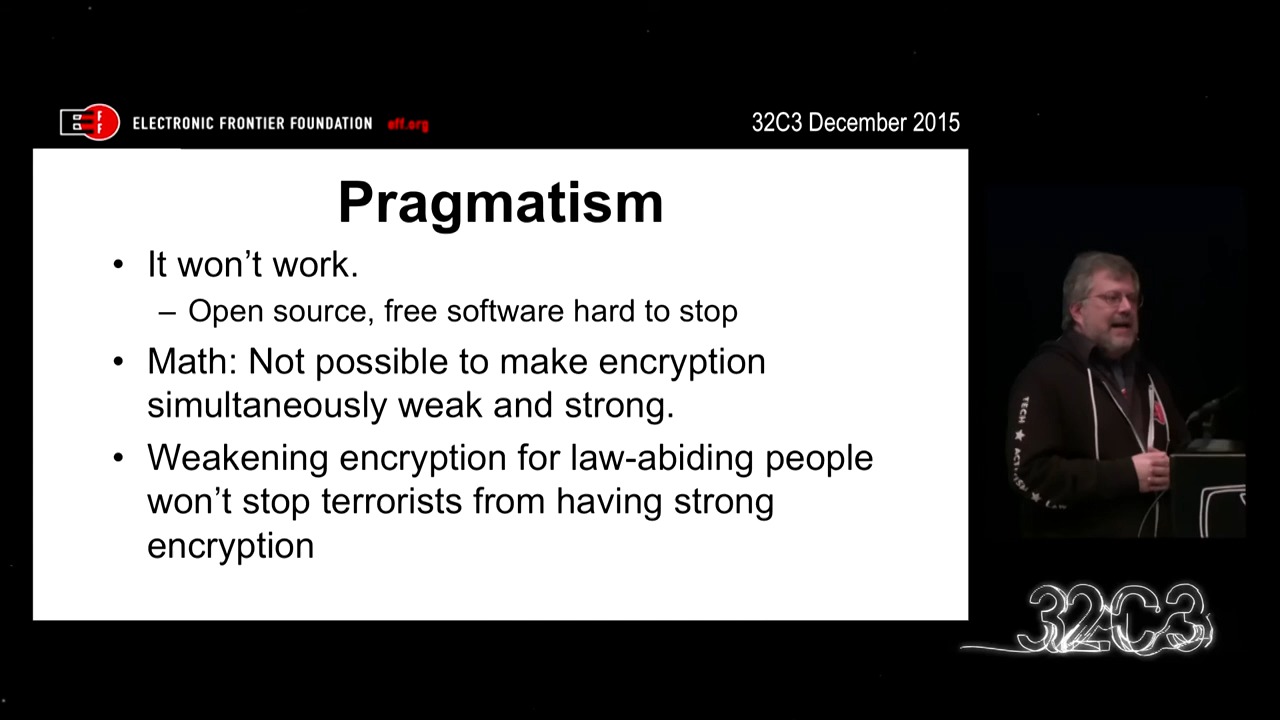 EFF
ELECTRONIC FRONTIER FOUNDATION eff.org
32C3 December 2015
Pragmatism
• It won’t work.
– Open source, free software hard to stop
• Math: Not possible to make encryption
simultaneously weak and strong.
• Weakening encryption for law-abiding people
won’t stop terrorists from having strong
encryption
TECH ★
32C3